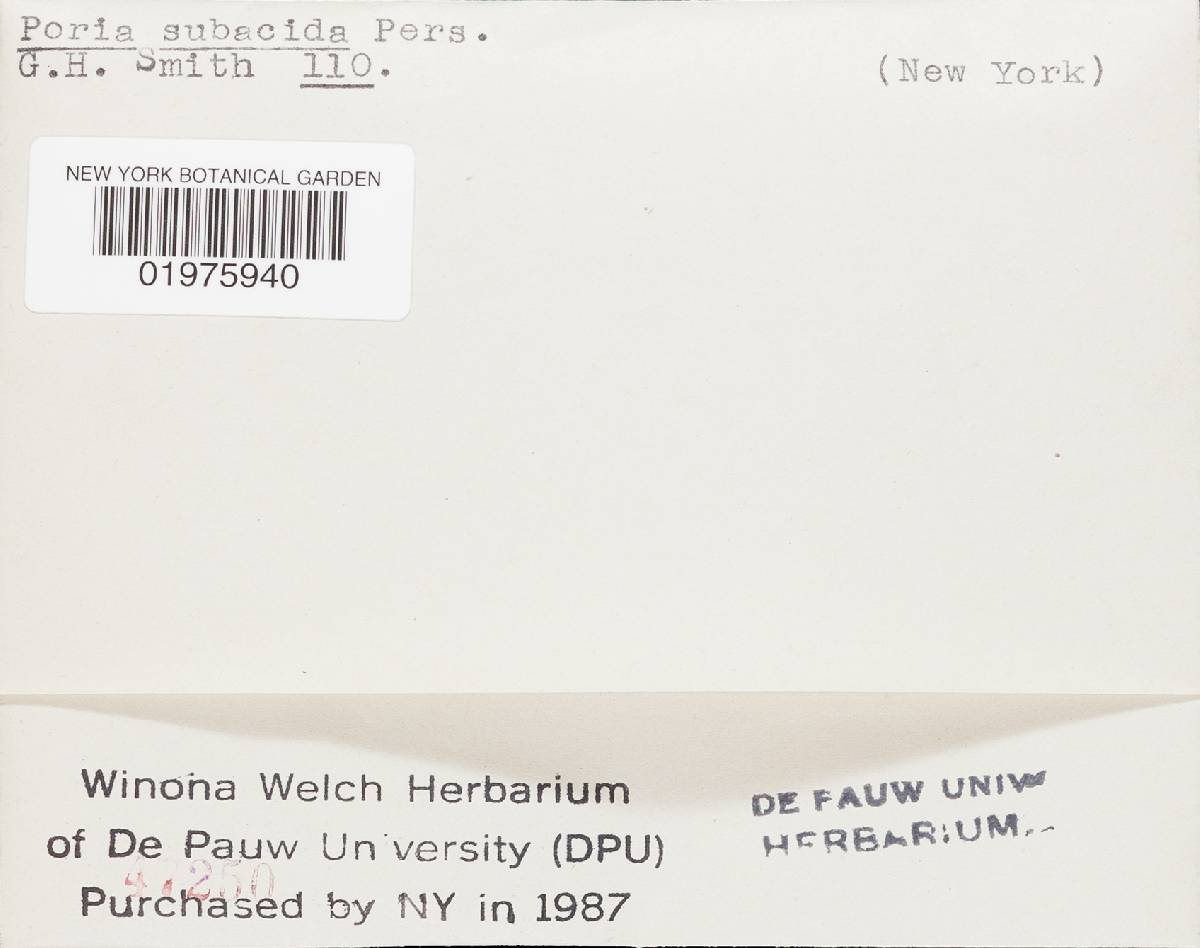 Poria subacida Pers.
G.H. Smith 110.
(New York)
NEW YORK BOTANICAL GARDEN
01975940
Winona Welch Herbarium
of De Pauw University (DPU)
47250
Purchased by NY in 1987
DE PAUW UNIV
HERBARIUM.